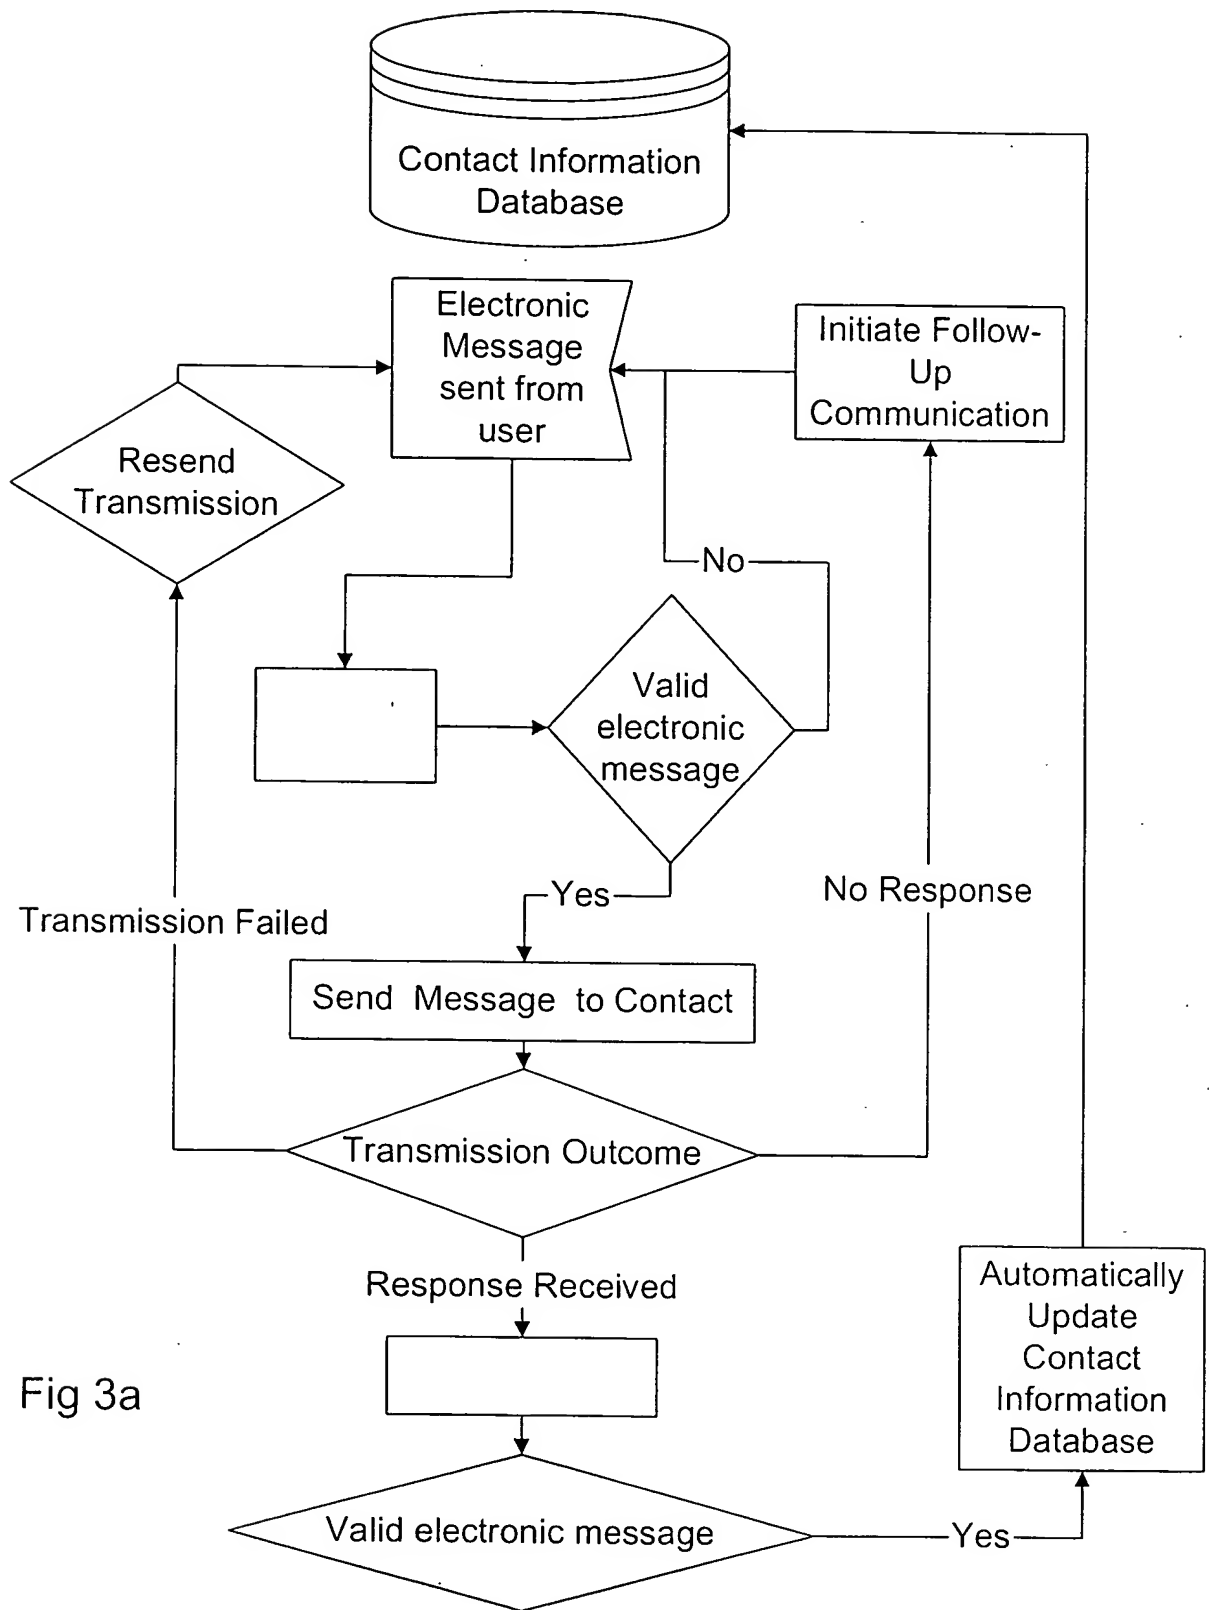 Contact Information
Database
Electronic
Message
sent from
user
Initiate Follow-
Up
Communication
Resend
Transmission
No
Valid
electronic
message
Yes
No Response
Transmission Failed
Send Message to Contact
Transmission Outcome
Response Received
Automatically
Update
Contact
Information
Database
Fig 3a
Valid electronic message
Yes